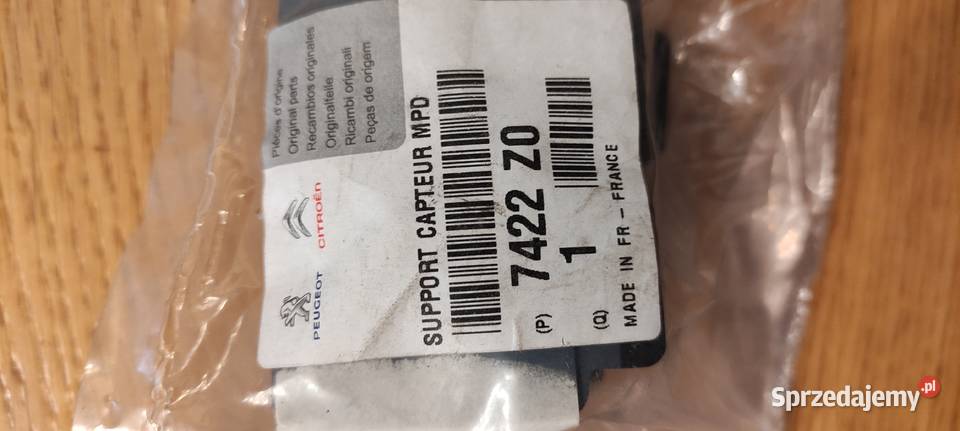 PEUGEOT
CITROËN
Pièces d'origine
Original parts
Recambios originales
Originalteile
Ricambi originali
Peças de origem
SUPPORT CAPTEUR MPD
(P) 7422 Z0
(Q) 1
MADE IN FR - FRANCE
Sprzedajemy.pl